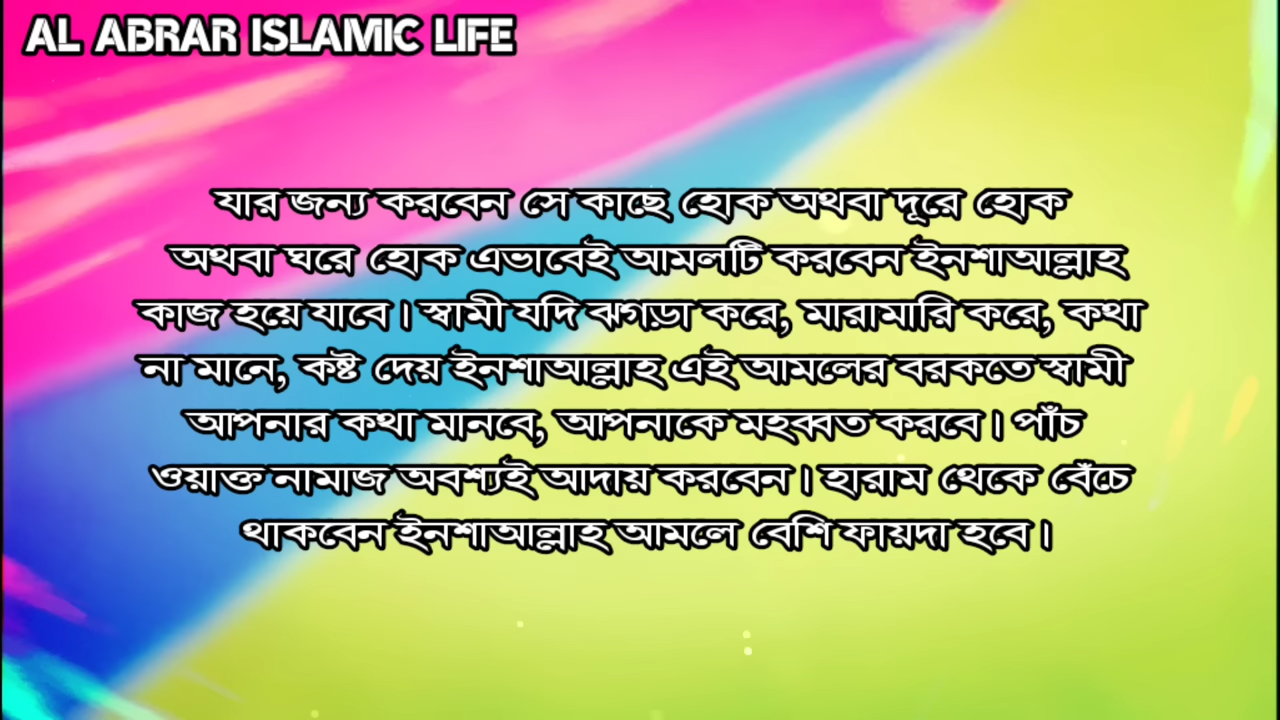 AL ABRAR ISLAMIC LIFE
যার জন্য করবেন সে কাছে হোক অথবা দূরে হোক
অথবা ঘরে হোক এভাবেই আমলটি করবেন ইনশাআল্লাহ
কাজ হয়ে যাবে। স্বামী যদি ঝগড়া করে, মারামারি করে, কথা
না মানে, কষ্ট দেয় ইনশাআল্লাহ এই আমলের বরকতে স্বামী
আপনার কথা মানবে, আপনাকে মহব্বত করবে। পাঁচ
ওয়াক্ত নামাজ অবশ্যই আদায় করবেন। হারাম থেকে বেঁচে
থাকবেন ইনশাআল্লাহ আমলে বেশি ফায়দা হবে।